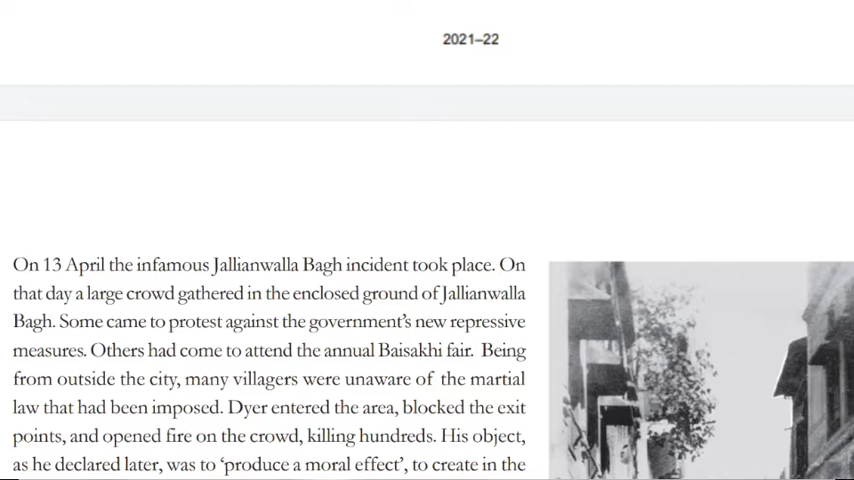 2021–22
On 13 April the infamous Jallianwalla Bagh incident took place. On
that day a large crowd gathered in the enclosed ground of Jallianwalla
Bagh. Some came to protest against the government’s new repressive
measures. Others had come to attend the annual Baisakhi fair. Being
from outside the city, many villagers were unaware of the martial
law that had been imposed. Dyer entered the area, blocked the exit
points, and opened fire on the crowd, killing hundreds. His object,
as he declared later, was to ‘produce a moral effect’, to create in the